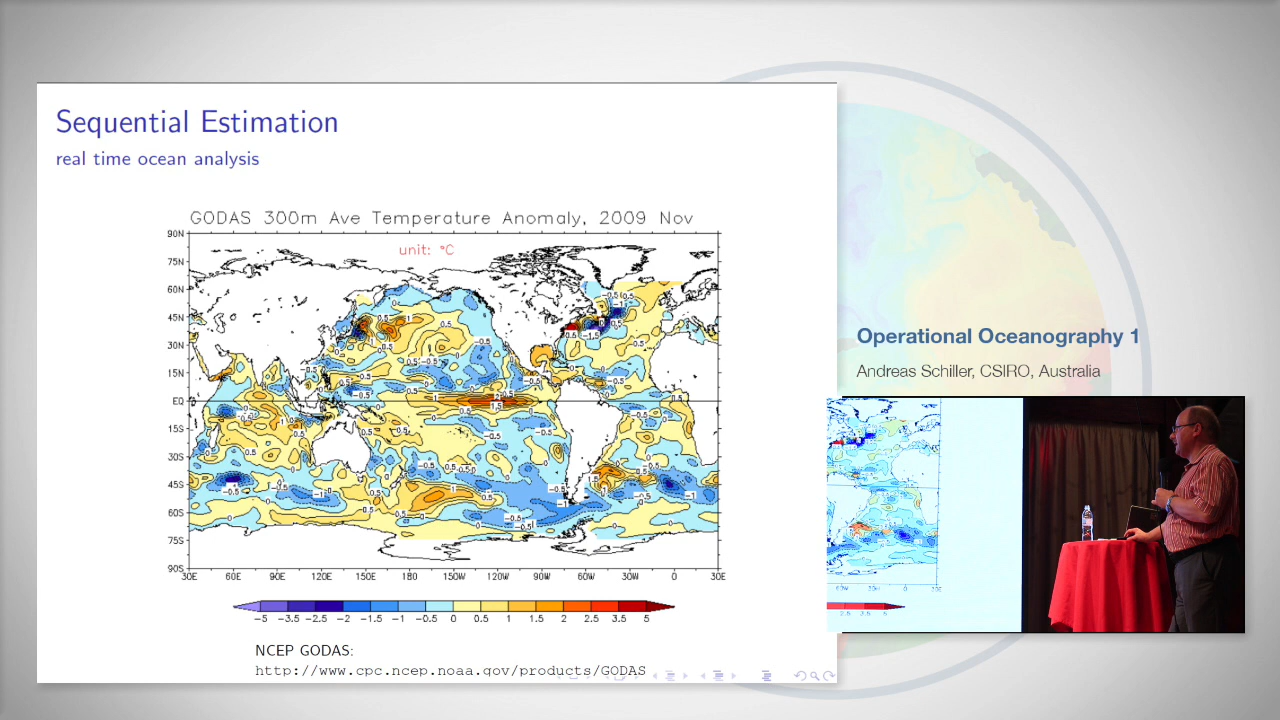 Sequential Estimation
real time ocean analysis
GODAS 300m Ave Temperature Anomaly, 2009 Nov
unit: °C
90N
75N
60N
45N
30N
15N
EQ
15S
30S
45S
60S
75S
90S
30E 60E 90E 120E 150E 180 150W 120W 90W 60W 30W 0 30E
-5 -3.5 -2.5 -2 -1.5 -1 -0.5 0 0.5 1 1.5 2 2.5 3.5 5
NCEP GODAS:
http://www.cpc.ncep.noaa.gov/products/GODAS
Operational Oceanography 1
Andreas Schiller, CSIRO, Australia